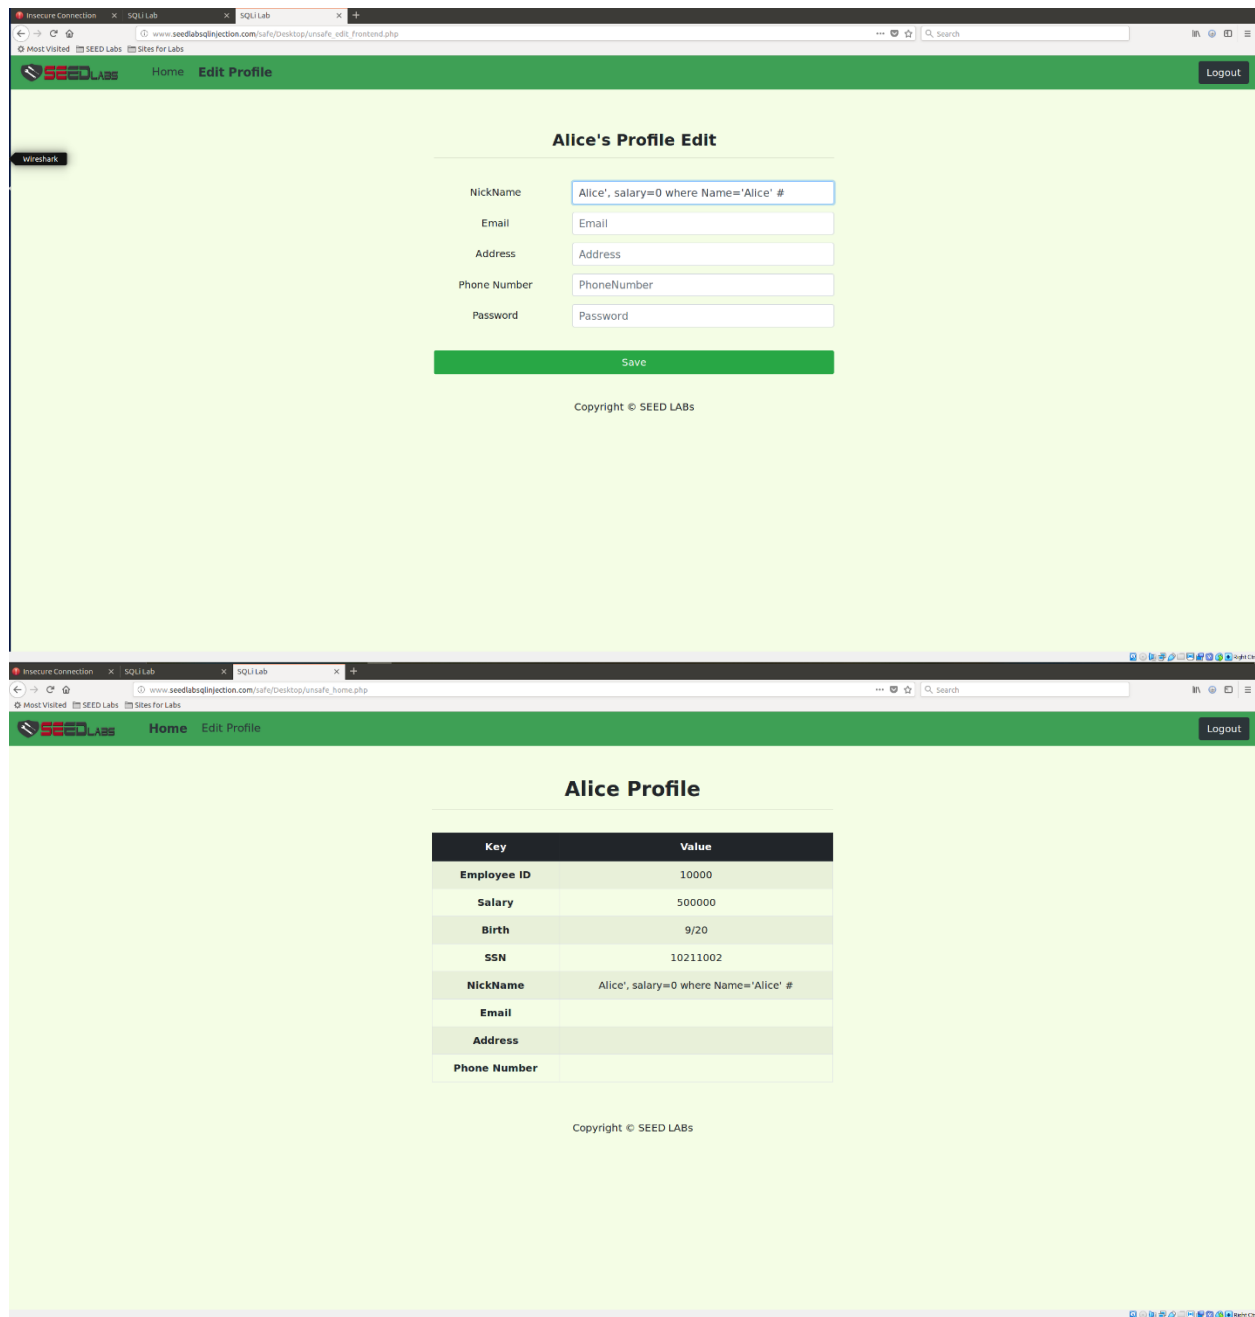 Insecure Connection × SQLi Lab × SQLi Lab × +
www.seedlabsqlinjection.com/safe/Desktop/unsafe_edit_frontend.php ... Search
Most Visited SEED Labs Sites for Labs
SEEDLABS Home Edit Profile Logout
Alice's Profile Edit
Wireshark
NickName Alice', salary=0 where Name='Alice' #
Email Email
Address Address
Phone Number PhoneNumber
Password Password
Save
Copyright © SEED LABs
Insecure Connection × SQLi Lab × SQLi Lab × +
www.seedlabsqlinjection.com/safe/Desktop/unsafe_home.php ... Search
Most Visited SEED Labs Sites for Labs
SEEDLABS Home Edit Profile Logout
Alice Profile
Key Value
Employee ID 10000
Salary 500000
Birth 9/20
SSN 10211002
NickName Alice', salary=0 where Name='Alice' #
Email
Address
Phone Number
Copyright © SEED LABs